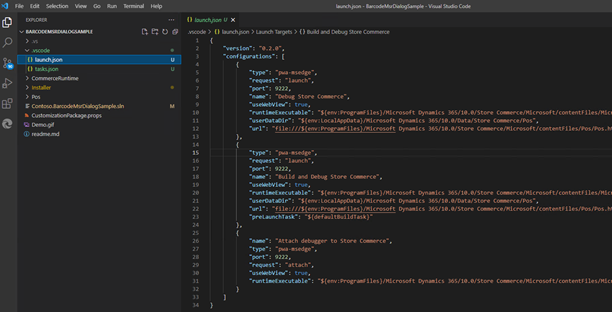 File Edit Selection View Go Run Terminal Help
launch.json - BarcodeMsrDialogSample - Visual Studio Code
EXPLORER
BARCODEMSRDIALOGSAMPLE
.vs
.vscode
launch.json U
tasks.json U
CommerceRuntime
Installer
Pos
Contoso.BarcodeMsrDialogSample.sln M
CustomizationPackage.props
Demo.gif
readme.md
launch.json U
.vscode > launch.json > Launch Targets > {} Build and Debug Store Commerce
1 {
2 "version": "0.2.0",
3 "configurations": [
4 {
5 "type": "pwa-msedge",
6 "request": "launch",
7 "port": 9222,
8 "name": "Debug Store Commerce",
9 "useWebView": true,
10 "runtimeExecutable": "${env:ProgramFiles}/Microsoft Dynamics 365/10.0/Store Commerce/Microsoft/contentFiles/Mic
11 "userDataDir": "${env:LocalAppData}/Microsoft Dynamics 365/10.0/Data/Store Commerce/Pos",
12 "url": "file:///${env:ProgramFiles}/Microsoft Dynamics 365/10.0/Store Commerce/Microsoft/contentFiles/Pos/Pos.h
13 },
14 {
15 "type": "pwa-msedge",
16 "request": "launch",
17 "port": 9222,
18 "name": "Build and Debug Store Commerce",
19 "useWebView": true,
20 "runtimeExecutable": "${env:ProgramFiles}/Microsoft Dynamics 365/10.0/Store Commerce/Microsoft/contentFiles/Mic
21 "userDataDir": "${env:LocalAppData}/Microsoft Dynamics 365/10.0/Data/Store Commerce/Pos",
22 "url": "file:///${env:ProgramFiles}/Microsoft Dynamics 365/10.0/Store Commerce/Microsoft/contentFiles/Pos/Pos.h
23 "preLaunchTask": "${defaultBuildTask}"
24 },
25 {
26 "name": "Attach debugger to Store Commerce",
27 "type": "pwa-msedge",
28 "port": 9222,
29 "request": "attach",
30 "useWebView": true,
31 "runtimeExecutable": "${env:ProgramFiles}/Microsoft Dynamics 365/10.0/Store Commerce/Microsoft/contentFiles/Mic
32 }
33 ]
34 }